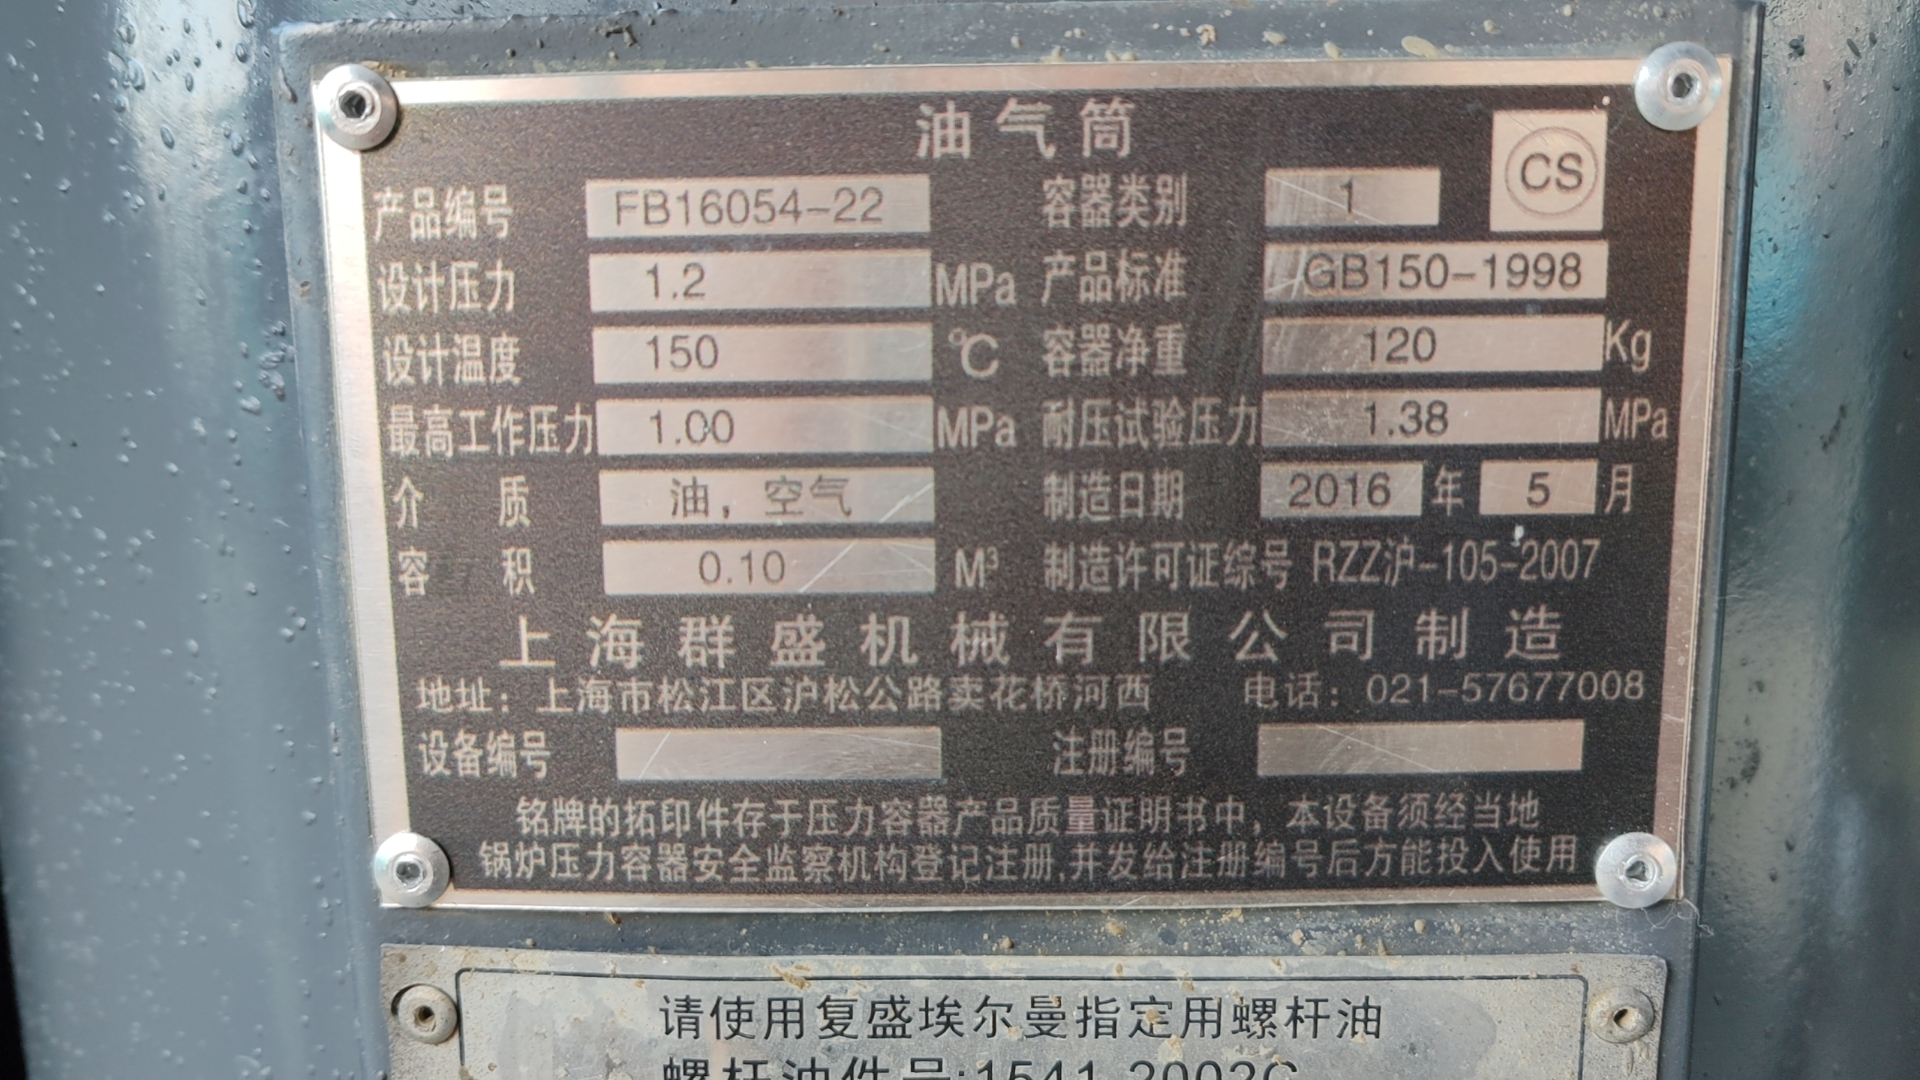 油气筒
CS
产品编号 FB16054-22 容器类别 1
设计压力 1.2 MPa 产品标准 GB150-1998
设计温度 150 ℃ 容器净重 120 Kg
最高工作压力 1.00 MPa 耐压试验压力 1.38 MPa
介质 油，空气 制造日期 2016 年 5 月
容积 0.10 M³ 制造许可证综号 RZZ沪-105-2007
上海群盛机械有限公司制造
地址：上海市松江区沪松公路卖花桥河西 电话：021-57677008
设备编号 注册编号
铭牌的拓印件存于压力容器产品质量证明书中，本设备须经当地
锅炉压力容器安全监察机构登记注册,并发给注册编号后方能投入使用
请使用复盛埃尔曼指定用螺杆油
螺杆油件号:1541